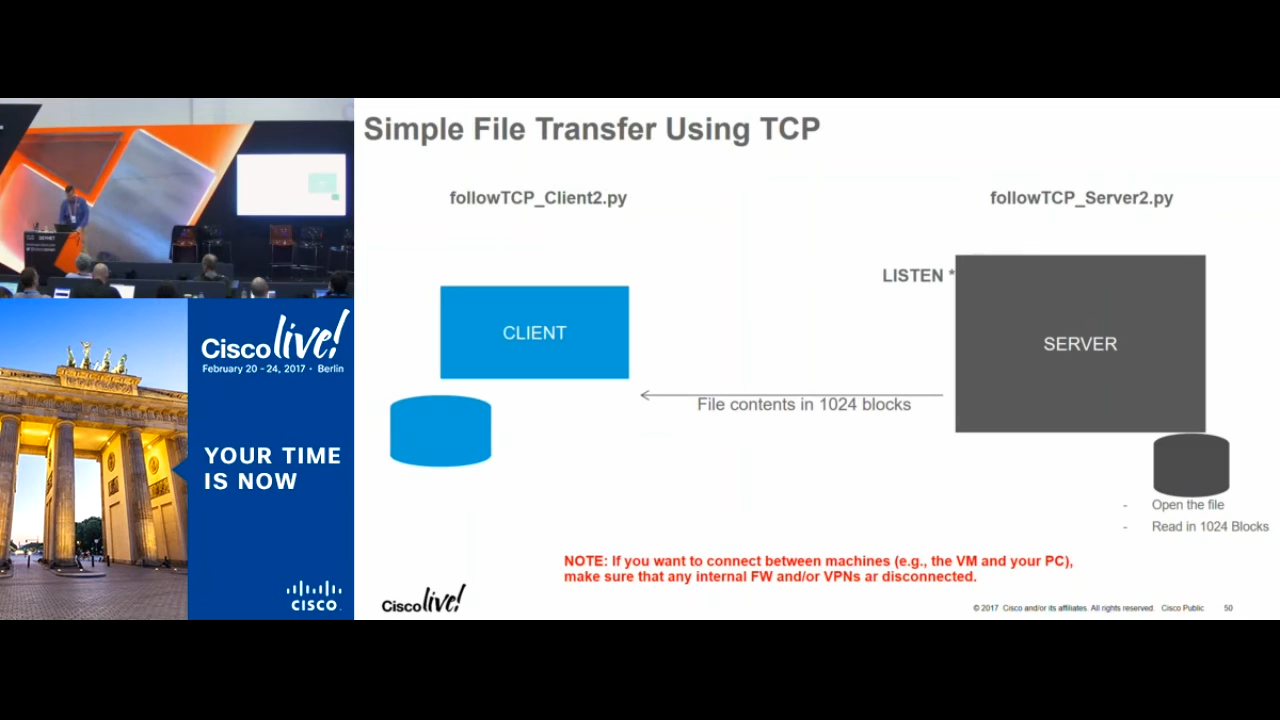 Simple File Transfer Using TCP
followTCP_Client2.py
followTCP_Server2.py
LISTEN *
CLIENT
SERVER
File contents in 1024 blocks
- Open the file
- Read in 1024 Blocks
NOTE: If you want to connect between machines (e.g., the VM and your PC),
make sure that any internal FW and/or VPNs ar disconnected.
Cisco live!
© 2017 Cisco and/or its affiliates. All rights reserved. Cisco Public 50
Cisco live!
February 20 - 24, 2017 · Berlin
YOUR TIME
IS NOW
CISCO.